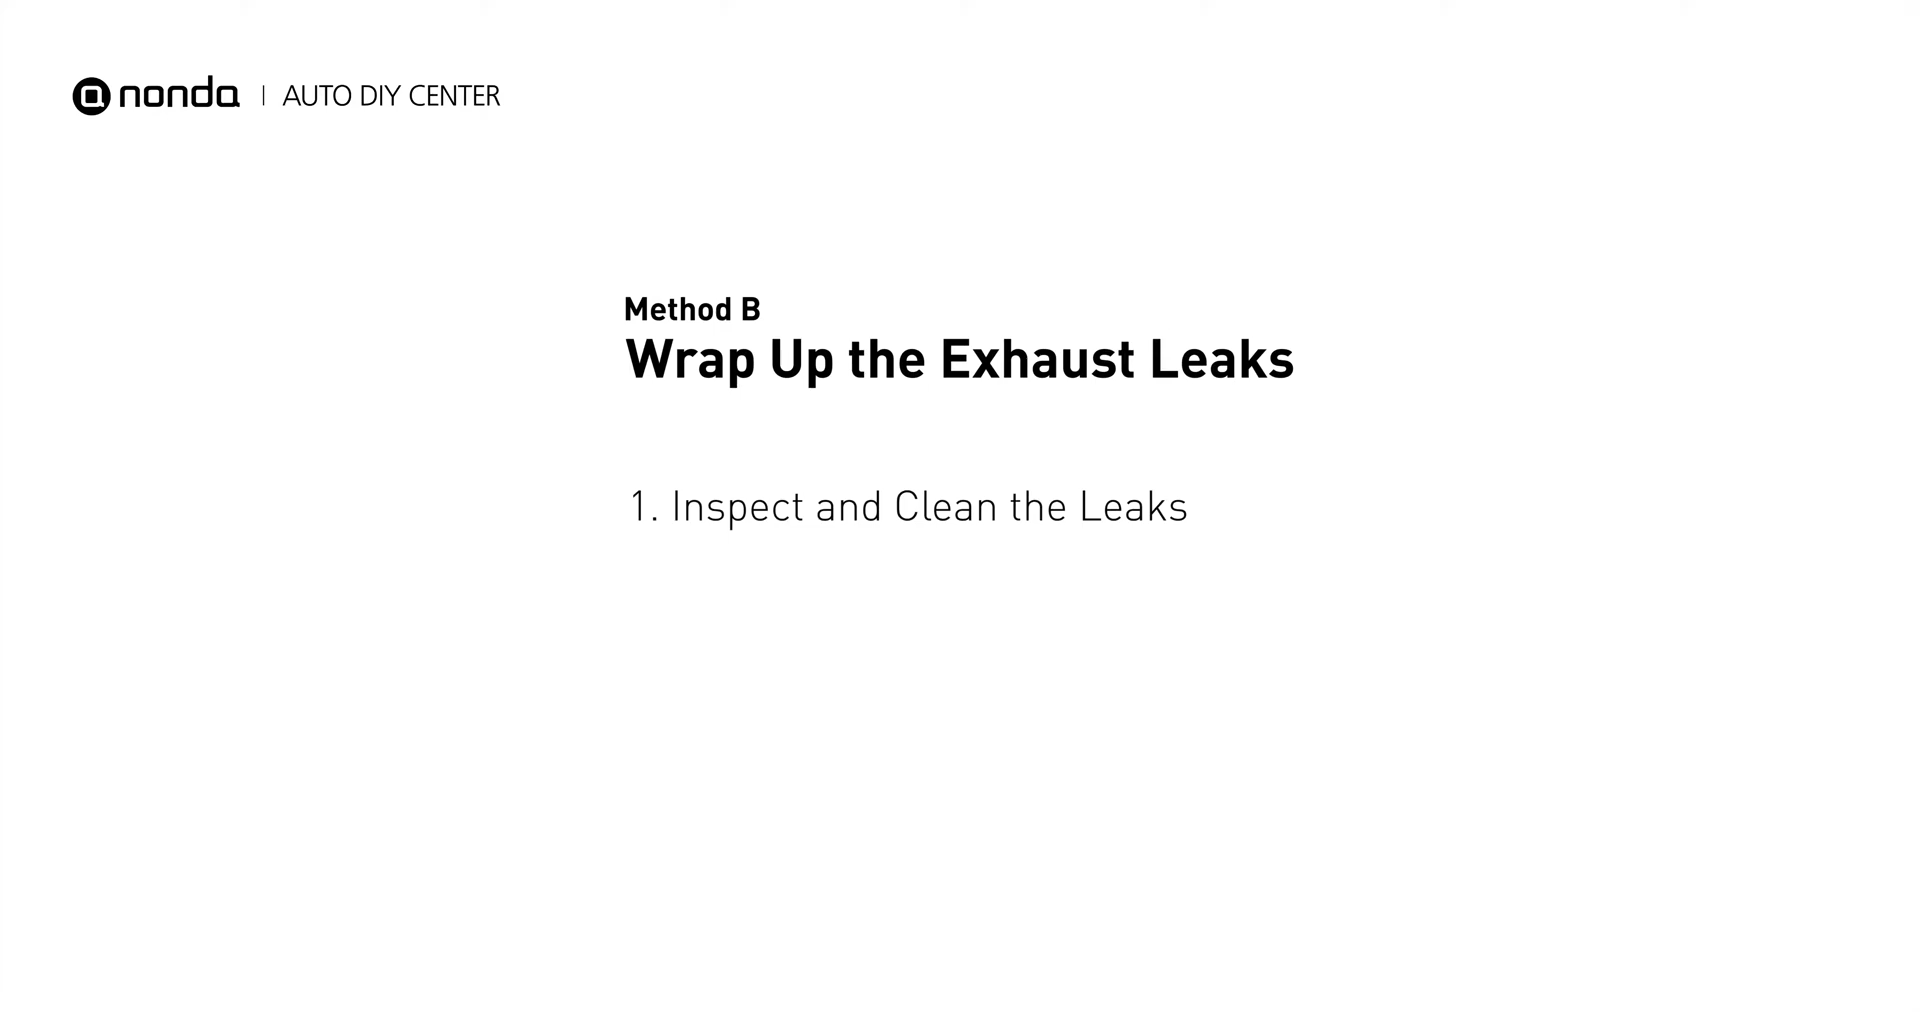 nonda | AUTO DIY CENTER
Method B
Wrap Up the Exhaust Leaks
1. Inspect and Clean the Leaks